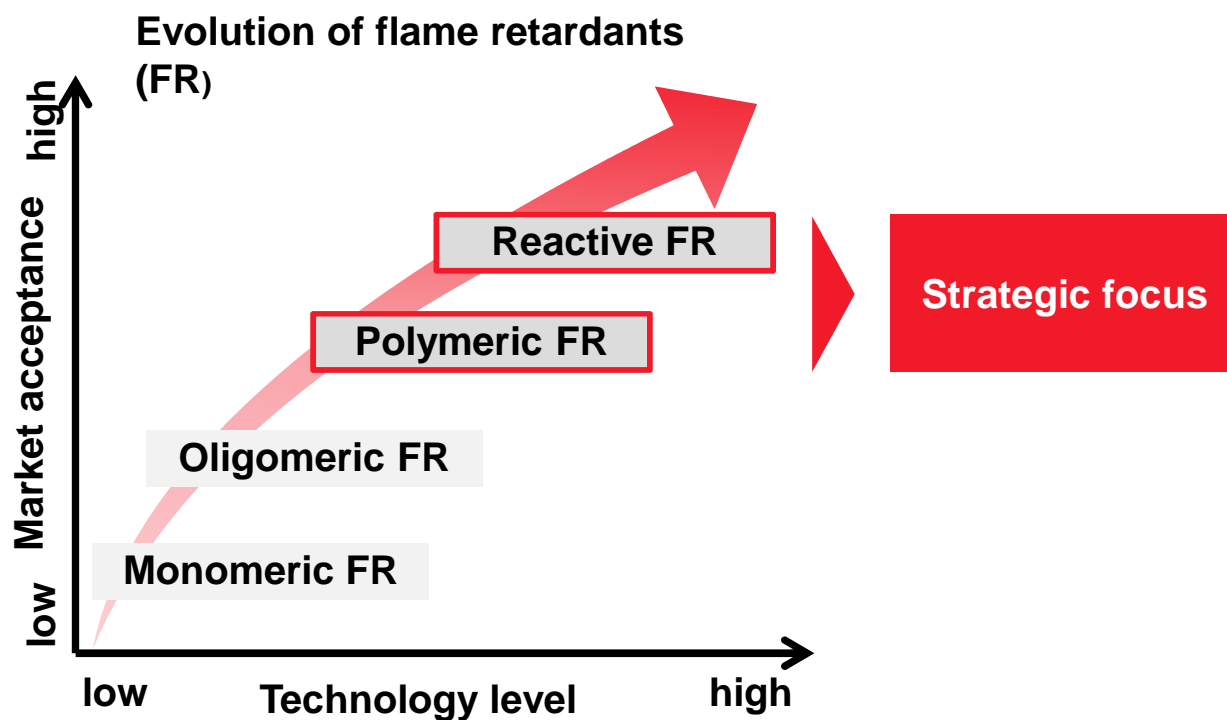 Evolution of flame retardants
(FR)
high
Market acceptance
low
Reactive FR
Polymeric FR
Oligomeric FR
Monomeric FR
Strategic focus
low
Technology level
high